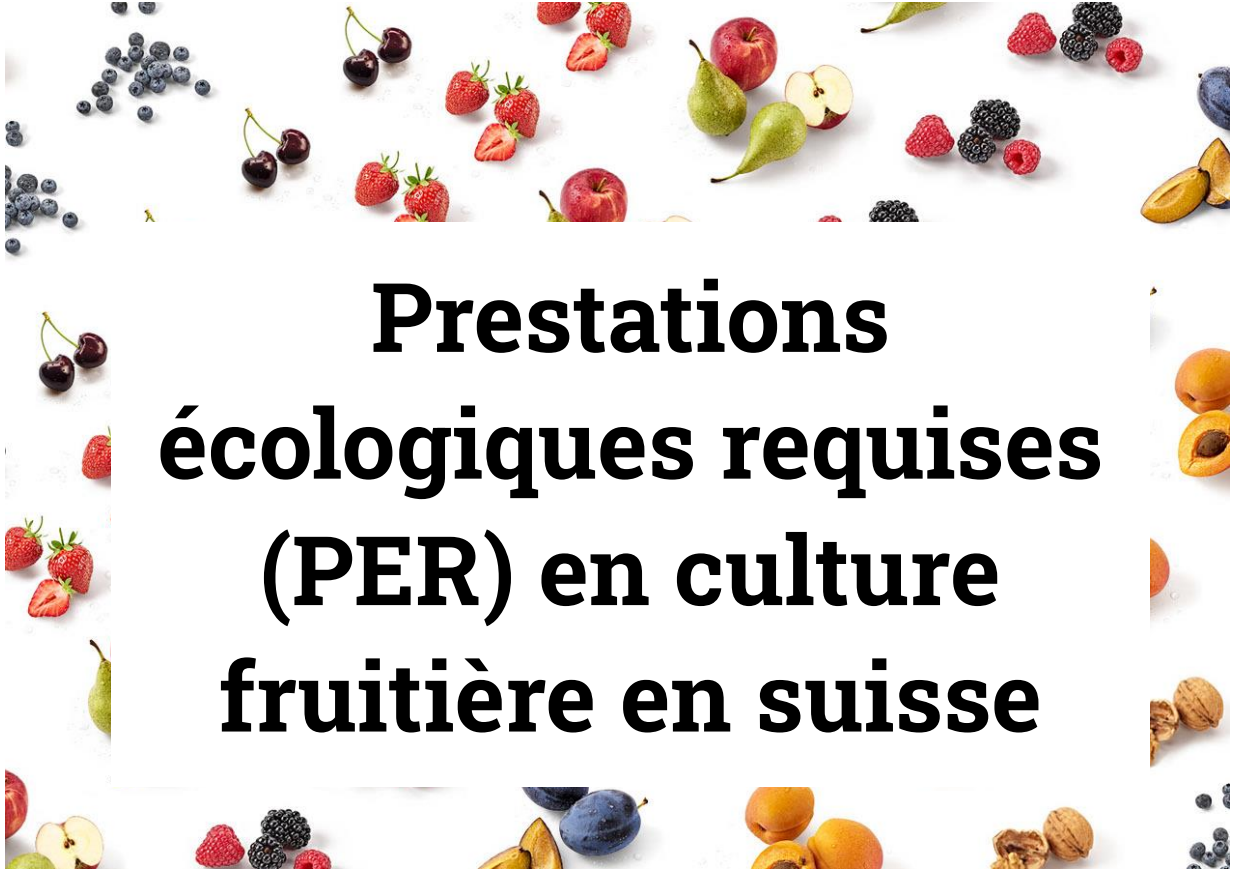 Prestations
écologiques requises
(PER) en culture
fruitière en suisse